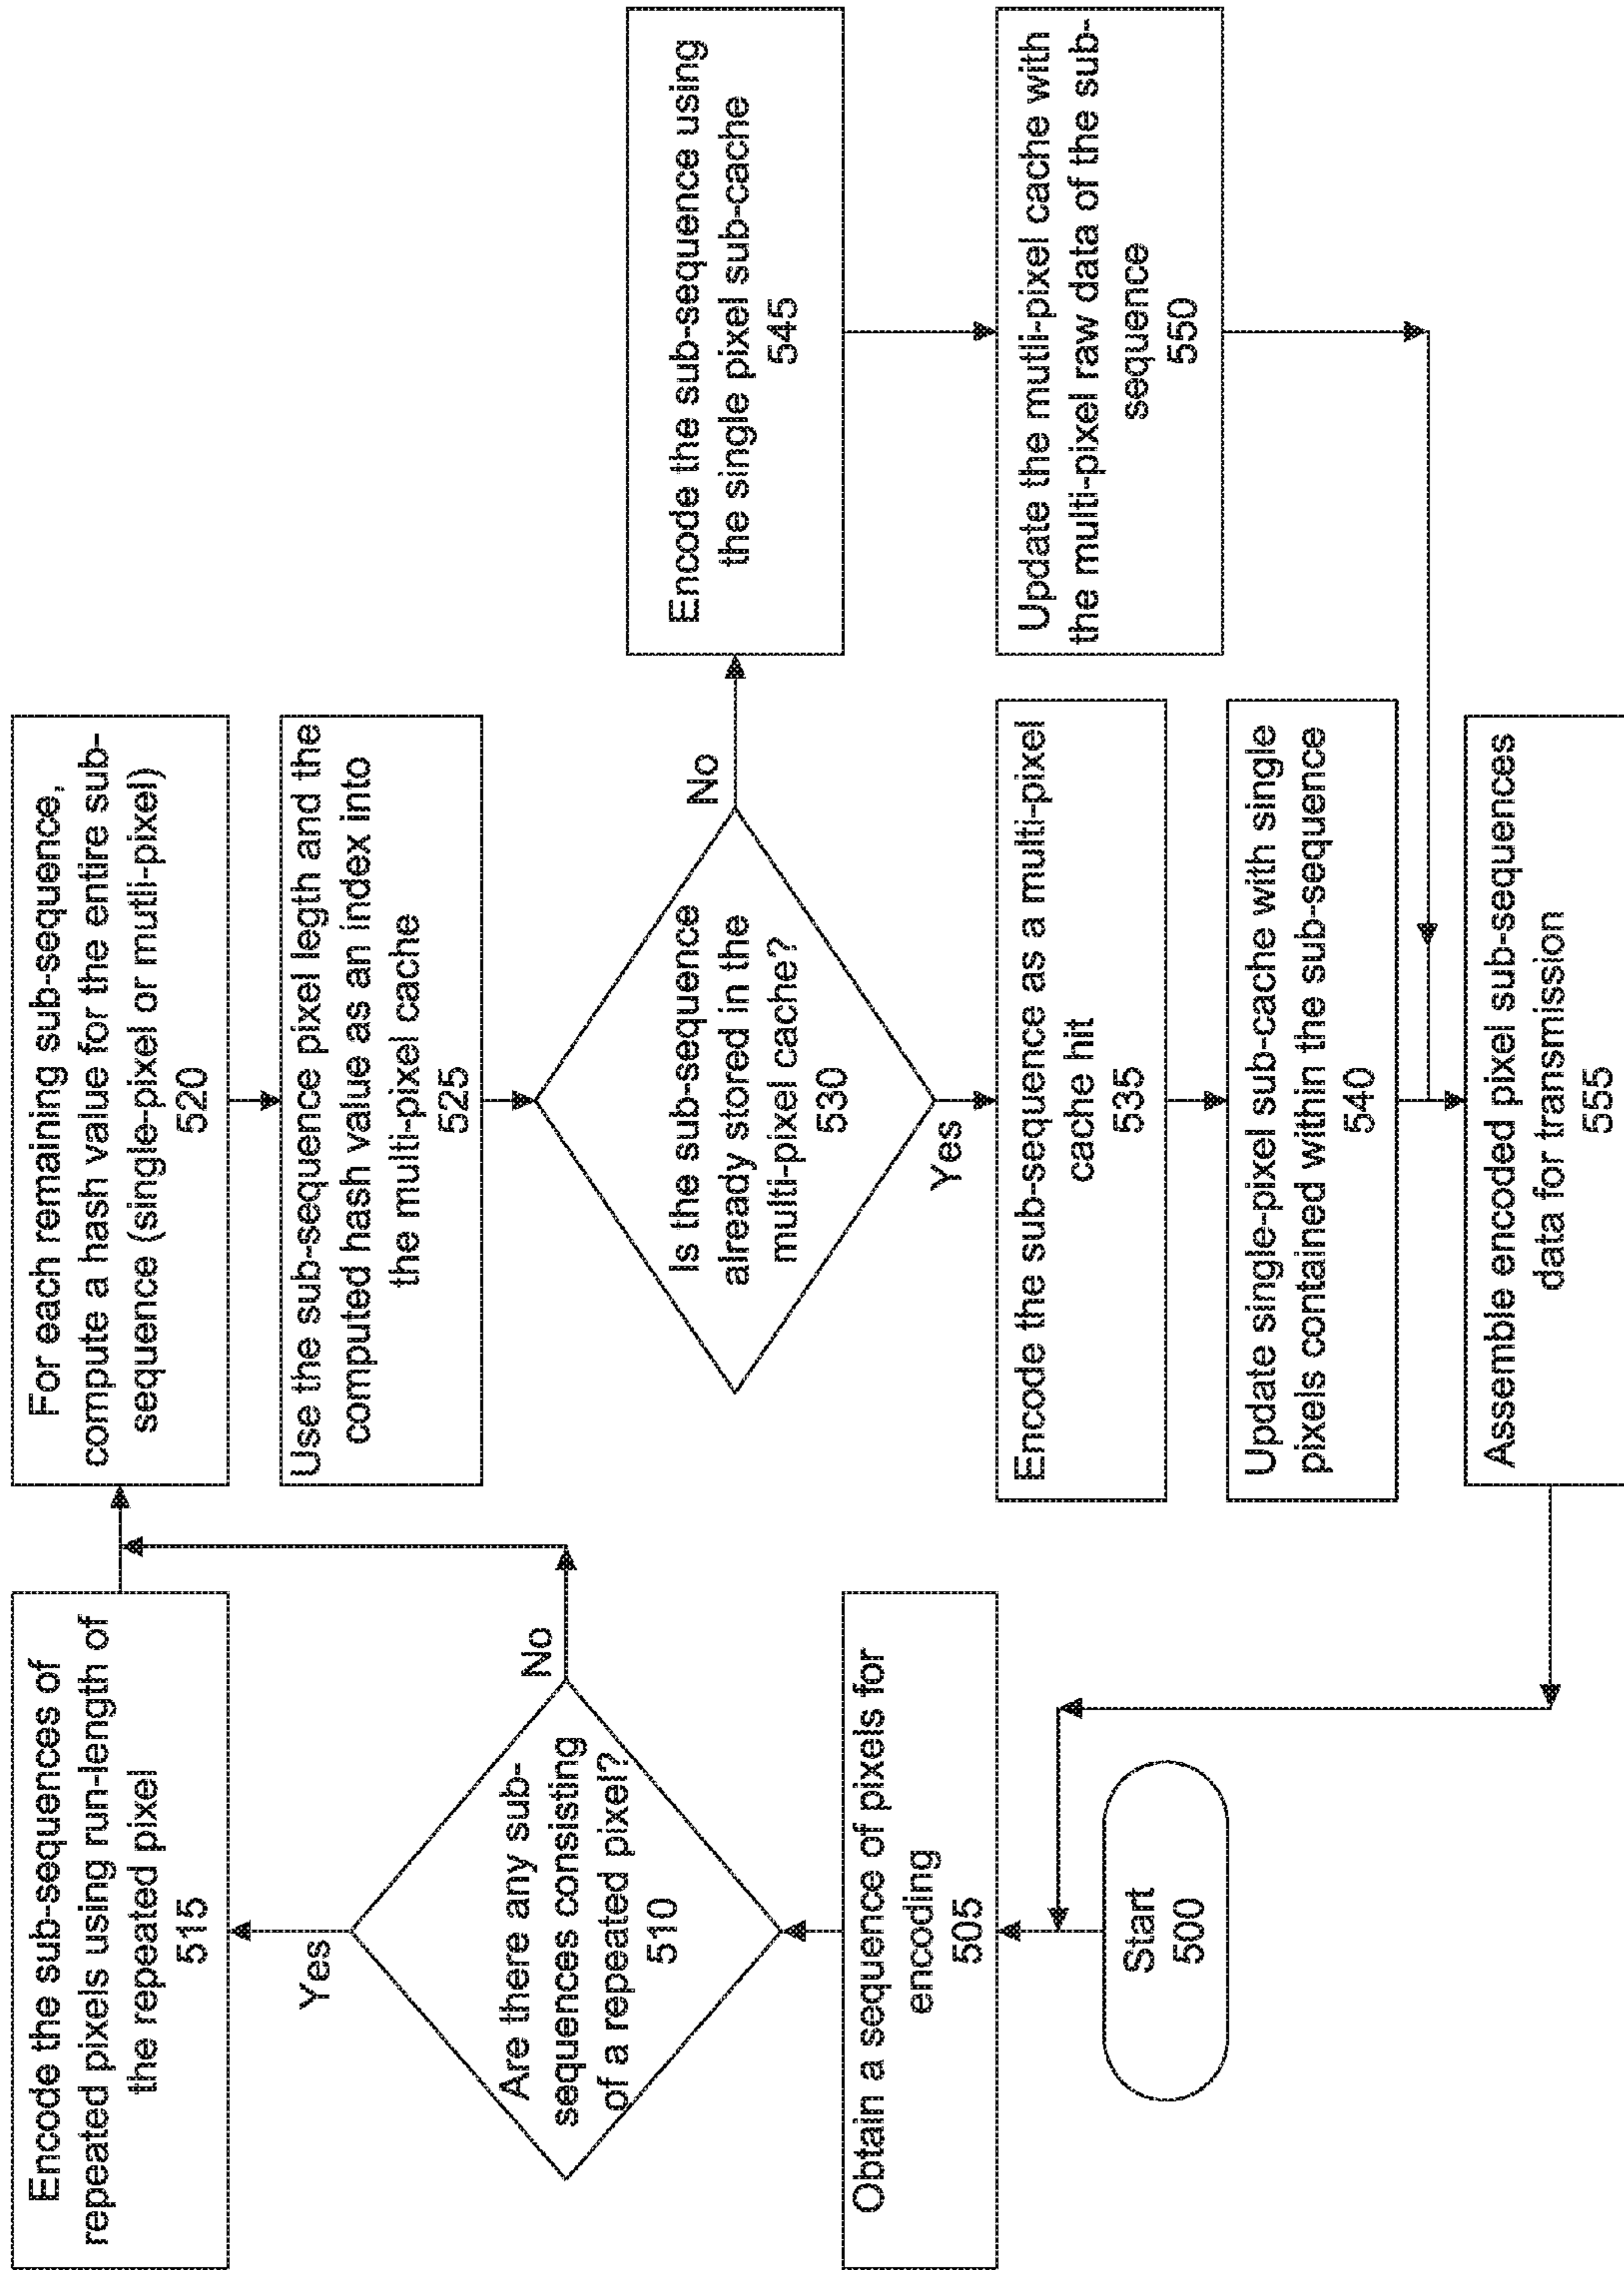 Start
500
Obtain a sequence of pixels for
encoding
505
Are there any sub-
sequences consisting
of a repeated pixel?
510
Yes
No
Encode the sub-sequences of
repeated pixels using run-length of
the repeated pixel
515
For each remaining sub-sequence,
compute a hash value for the entire sub-
sequence (single-pixel or mutli-pixel)
520
Use the sub-sequence pixel legth and the
computed hash value as an index into
the multi-pixel cache
525
Is the sub-sequence
already stored in the
multi-pixel cache?
530
Yes
No
Encode the sub-sequence as a multi-pixel
cache hit
535
Update single-pixel sub-cache with single
pixels contained within the sub-sequence
540
Encode the sub-sequence using
the single pixel sub-cache
545
Update the mutli-pixel cache with
the multi-pixel raw data of the sub-
sequence
550
Assemble encoded pixel sub-sequences
data for transmission
555